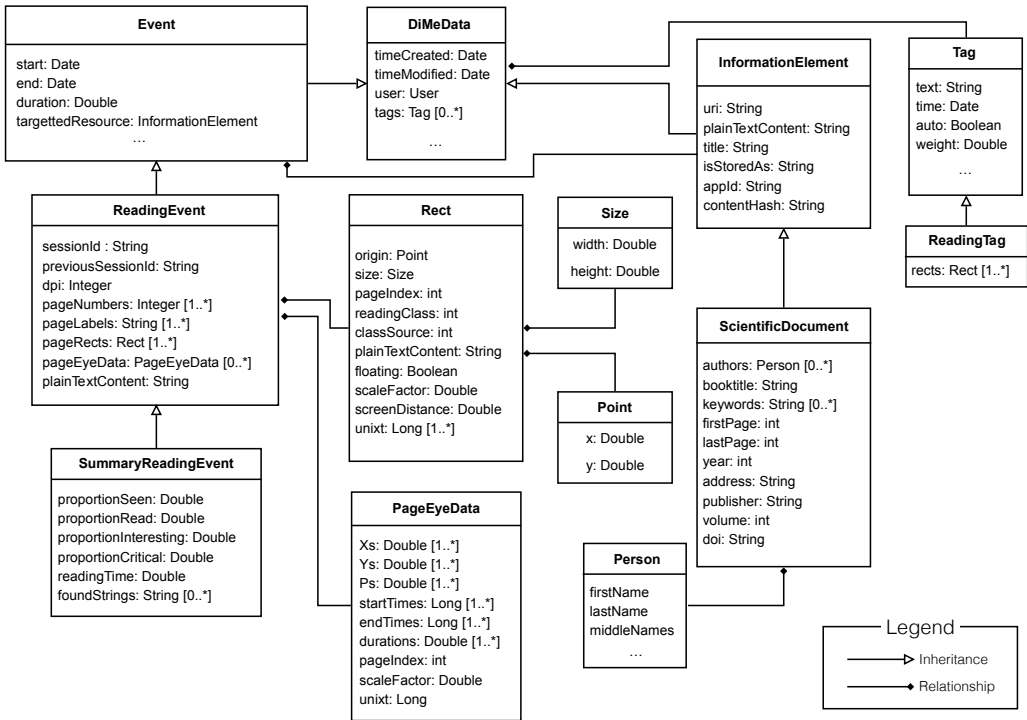 Event
start: Date
end: Date
duration: Double
targettedResource: InformationElement
...
DiMeData
timeCreated: Date
timeModified: Date
user: User
tags: Tag [0..*]
...
InformationElement
uri: String
plainTextContent: String
title: String
isStoredAs: String
appId: String
contentHash: String
Tag
text: String
time: Date
auto: Boolean
weight: Double
...
ReadingEvent
sessionId : String
previousSessionId: String
dpi: Integer
pageNumbers: Integer [1..*]
pageLabels: String [1..*]
pageRects: Rect [1..*]
pageEyeData: PageEyeData [0..*]
plainTextContent: String
Rect
origin: Point
size: Size
pageIndex: int
readingClass: int
classSource: int
plainTextContent: String
floating: Boolean
scaleFactor: Double
screenDistance: Double
unixt: Long [1..*]
Size
width: Double
height: Double
ReadingTag
rects: Rect [1..*]
ScientificDocument
authors: Person [0..*]
booktitle: String
keywords: String [0..*]
firstPage: int
lastPage: int
year: int
address: String
publisher: String
volume: int
doi: String
Point
x: Double
y: Double
SummaryReadingEvent
proportionSeen: Double
proportionRead: Double
proportionInteresting: Double
proportionCritical: Double
readingTime: Double
foundStrings: String [0..*]
PageEyeData
Xs: Double [1..*]
Ys: Double [1..*]
Ps: Double [1..*]
startTimes: Long [1..*]
endTimes: Long [1..*]
durations: Double [1..*]
pageIndex: int
scaleFactor: Double
unixt: Long
Person
firstName
lastName
middleNames
...
Legend
Inheritance
Relationship